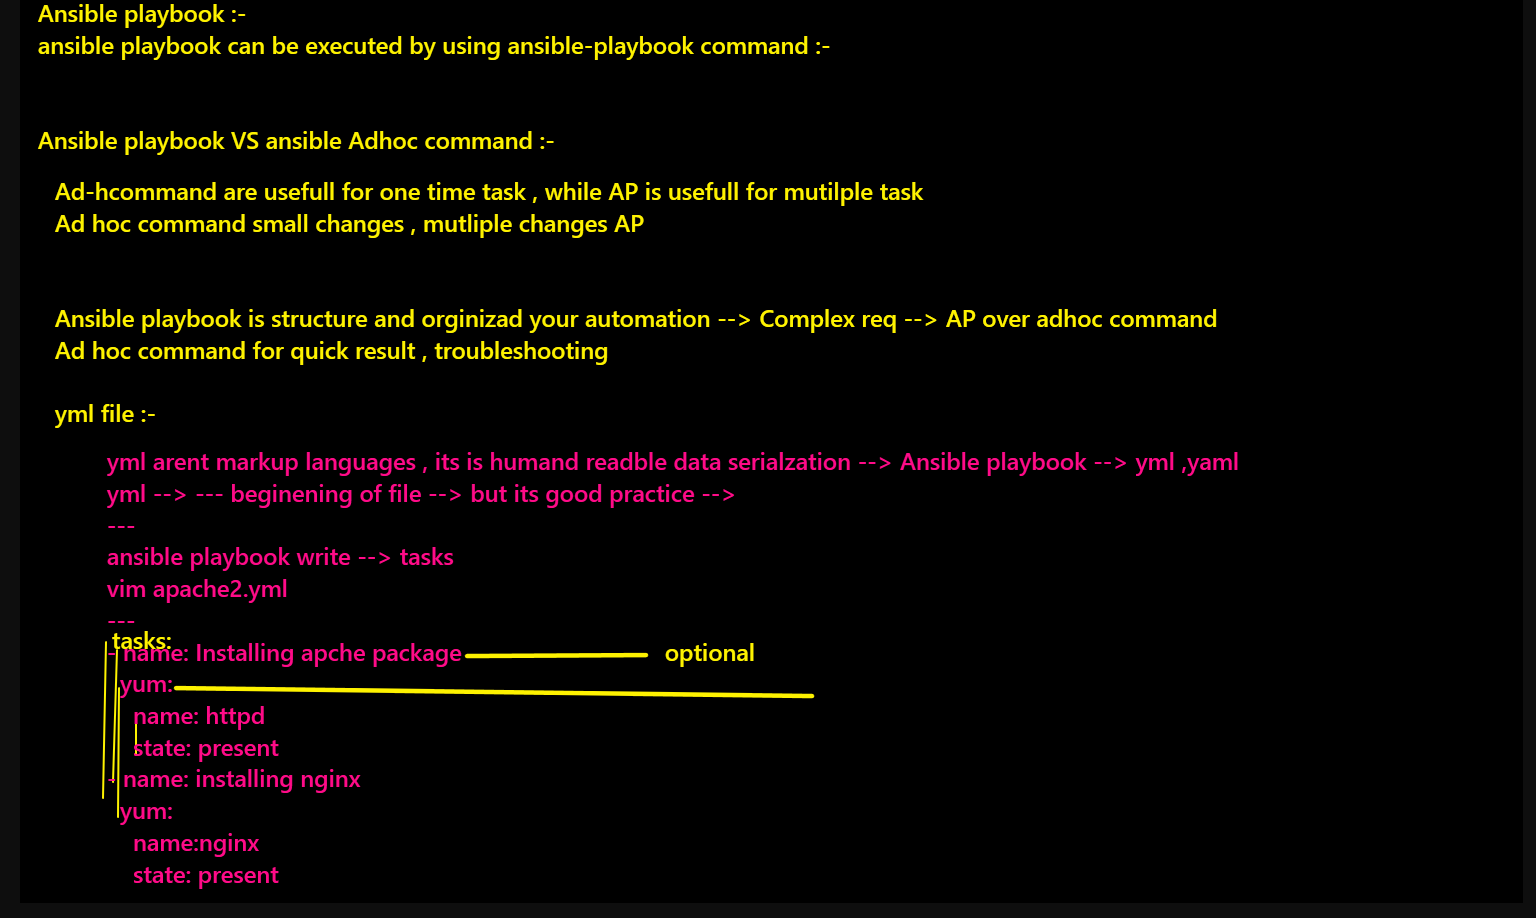 Ansible playbook :-
ansible playbook can be executed by using ansible-playbook command :-
Ansible playbook VS ansible Adhoc command :-
Ad-hcommand are usefull for one time task , while AP is usefull for mutilple task
Ad hoc command small changes , mutliple changes AP
Ansible playbook is structure and orginizad your automation --> Complex req --> AP over adhoc command
Ad hoc command for quick result , troubleshooting
yml file :-
yml arent markup languages , its is humand readble data serialzation --> Ansible playbook --> yml ,yaml
yml --> --- beginening of file --> but its good practice -->
---
ansible playbook write --> tasks
vim apache2.yml
---
tasks:
- name: Installing apche package optional
yum:
name: httpd
state: present
- name: installing nginx
yum:
name:nginx
state: present